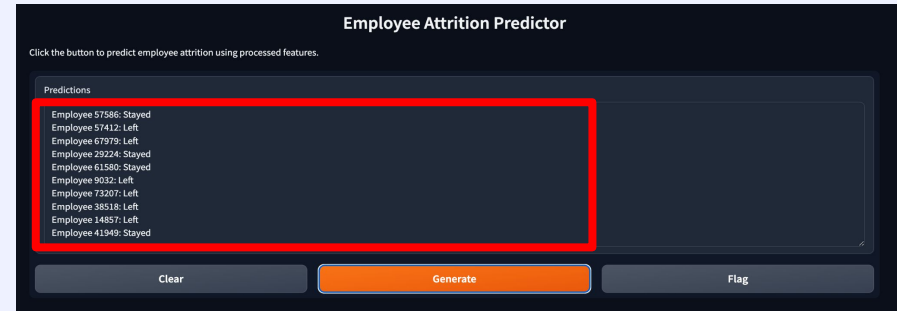 Employee Attrition Predictor
Click the button to predict employee attrition using processed features.
Predictions
Employee 57586: Stayed
Employee 57412: Left
Employee 67979: Left
Employee 29224: Stayed
Employee 61580: Stayed
Employee 9032: Left
Employee 73207: Left
Employee 38518: Left
Employee 14857: Left
Employee 41949: Stayed
Clear
Generate
Flag